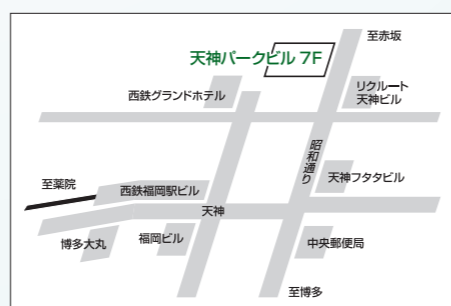 至赤坂
天神パークビル 7F
西鉄グランドホテル
リクルート
天神ビル
昭和通り
至薬院
西鉄福岡駅ビル
天神フタタビル
天神
博多大丸
福岡ビル
中央郵便局
至博多